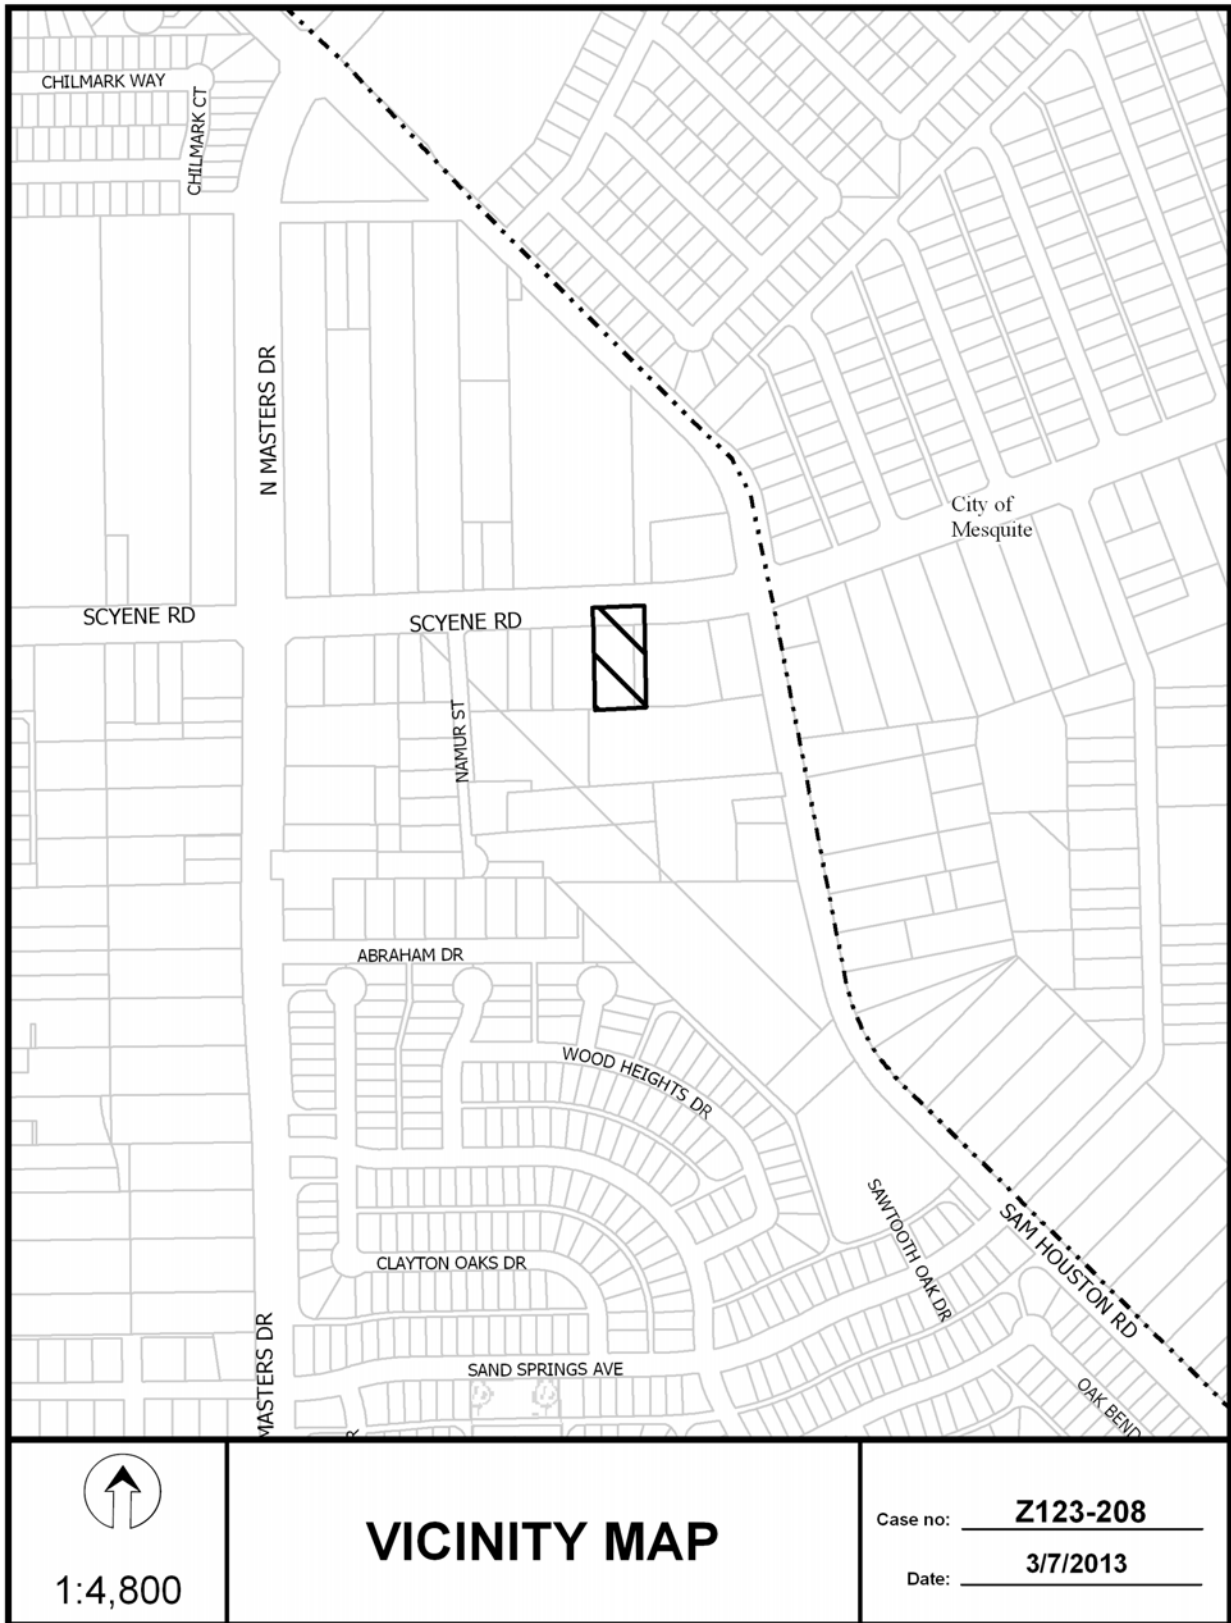 CHILMARK WAY
CHILMARK CT
N MASTERS DR
City of
Mesquite
SCYENE RD
SCYENE RD
NAMUR ST
ABRAHAM DR
WOOD HEIGHTS DR
SAWTOOTH OAK DR
SAM HOUSTON RD
CLAYTON OAKS DR
MASTERS DR
SAND SPRINGS AVE
OAK BEND
R
1:4,800
VICINITY MAP
Case no: Z123-208
Date: 3/7/2013